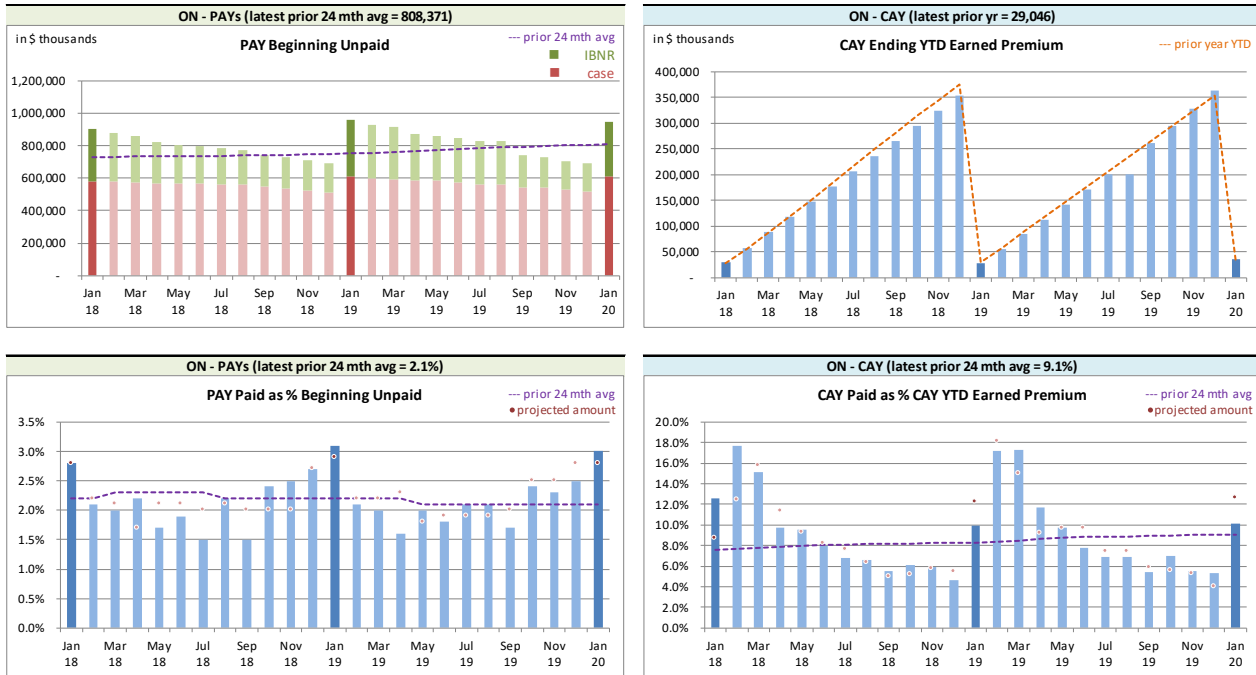 ON - PAYs (latest prior 24 mth avg = 808,371)
in $ thousands
PAY Beginning Unpaid
--- prior 24 mth avg
IBNR
case
1,200,000
1,000,000
800,000
600,000
400,000
200,000
-
Jan Mar May Jul Sep Nov Jan Mar May Jul Sep Nov Jan
18 18 18 18 18 18 19 19 19 19 19 19 20
ON - CAY (latest prior yr = 29,046)
in $ thousands
CAY Ending YTD Earned Premium
--- prior year YTD
400,000
350,000
300,000
250,000
200,000
150,000
100,000
50,000
-
Jan Mar May Jul Sep Nov Jan Mar May Jul Sep Nov Jan
18 18 18 18 18 18 19 19 19 19 19 19 20
ON - PAYs (latest prior 24 mth avg = 2.1%)
PAY Paid as % Beginning Unpaid
--- prior 24 mth avg
• projected amount
3.5%
3.0%
2.5%
2.0%
1.5%
1.0%
0.5%
0.0%
Jan Mar May Jul Sep Nov Jan Mar May Jul Sep Nov Jan
18 18 18 18 18 18 19 19 19 19 19 19 20
ON - CAY (latest prior 24 mth avg = 9.1%)
CAY Paid as % CAY YTD Earned Premium
--- prior 24 mth avg
• projected amount
20.0%
18.0%
16.0%
14.0%
12.0%
10.0%
8.0%
6.0%
4.0%
2.0%
0.0%
Jan Mar May Jul Sep Nov Jan Mar May Jul Sep Nov Jan
18 18 18 18 18 18 19 19 19 19 19 19 20